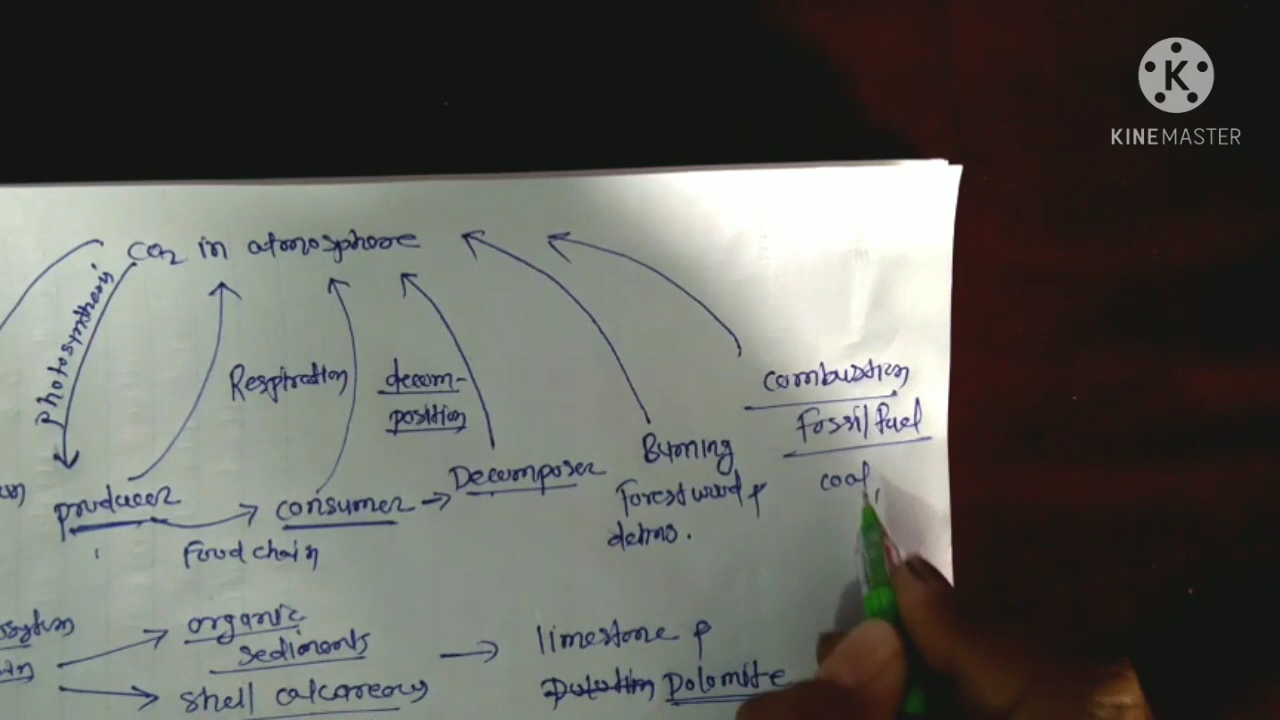 K
KINEMASTER
CO2 in atmosphere
Photosynthesis
Respiration
decom-
position
Combustion
Fossil fuel
coal,
Burning
Forest wood &
producer
consumer
Decomposer
Food chain
organic
sediments
shell calcareous
limestone &
Dolomite